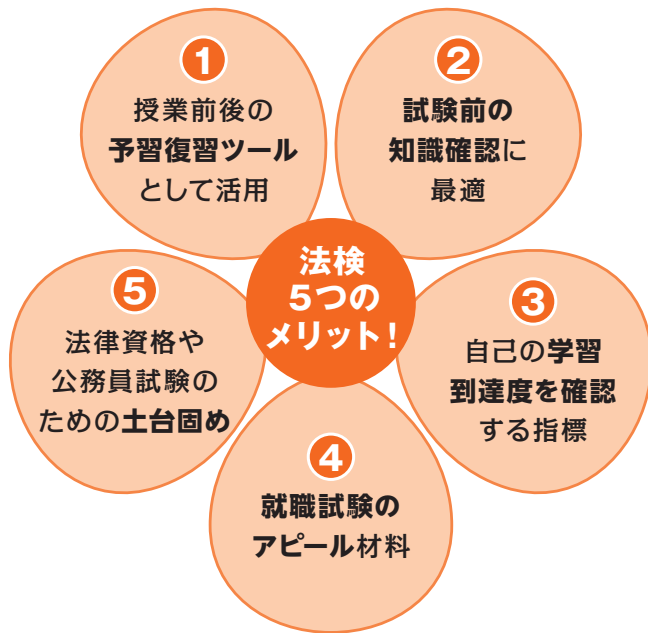 法検
5つの
メリット!
1
授業前後の
予習復習ツール
として活用
2
試験前の
知識確認に
最適
3
自己の学習
到達度を確認
する指標
4
就職試験の
アピール材料
5
法律資格や
公務員試験の
ための土台固め